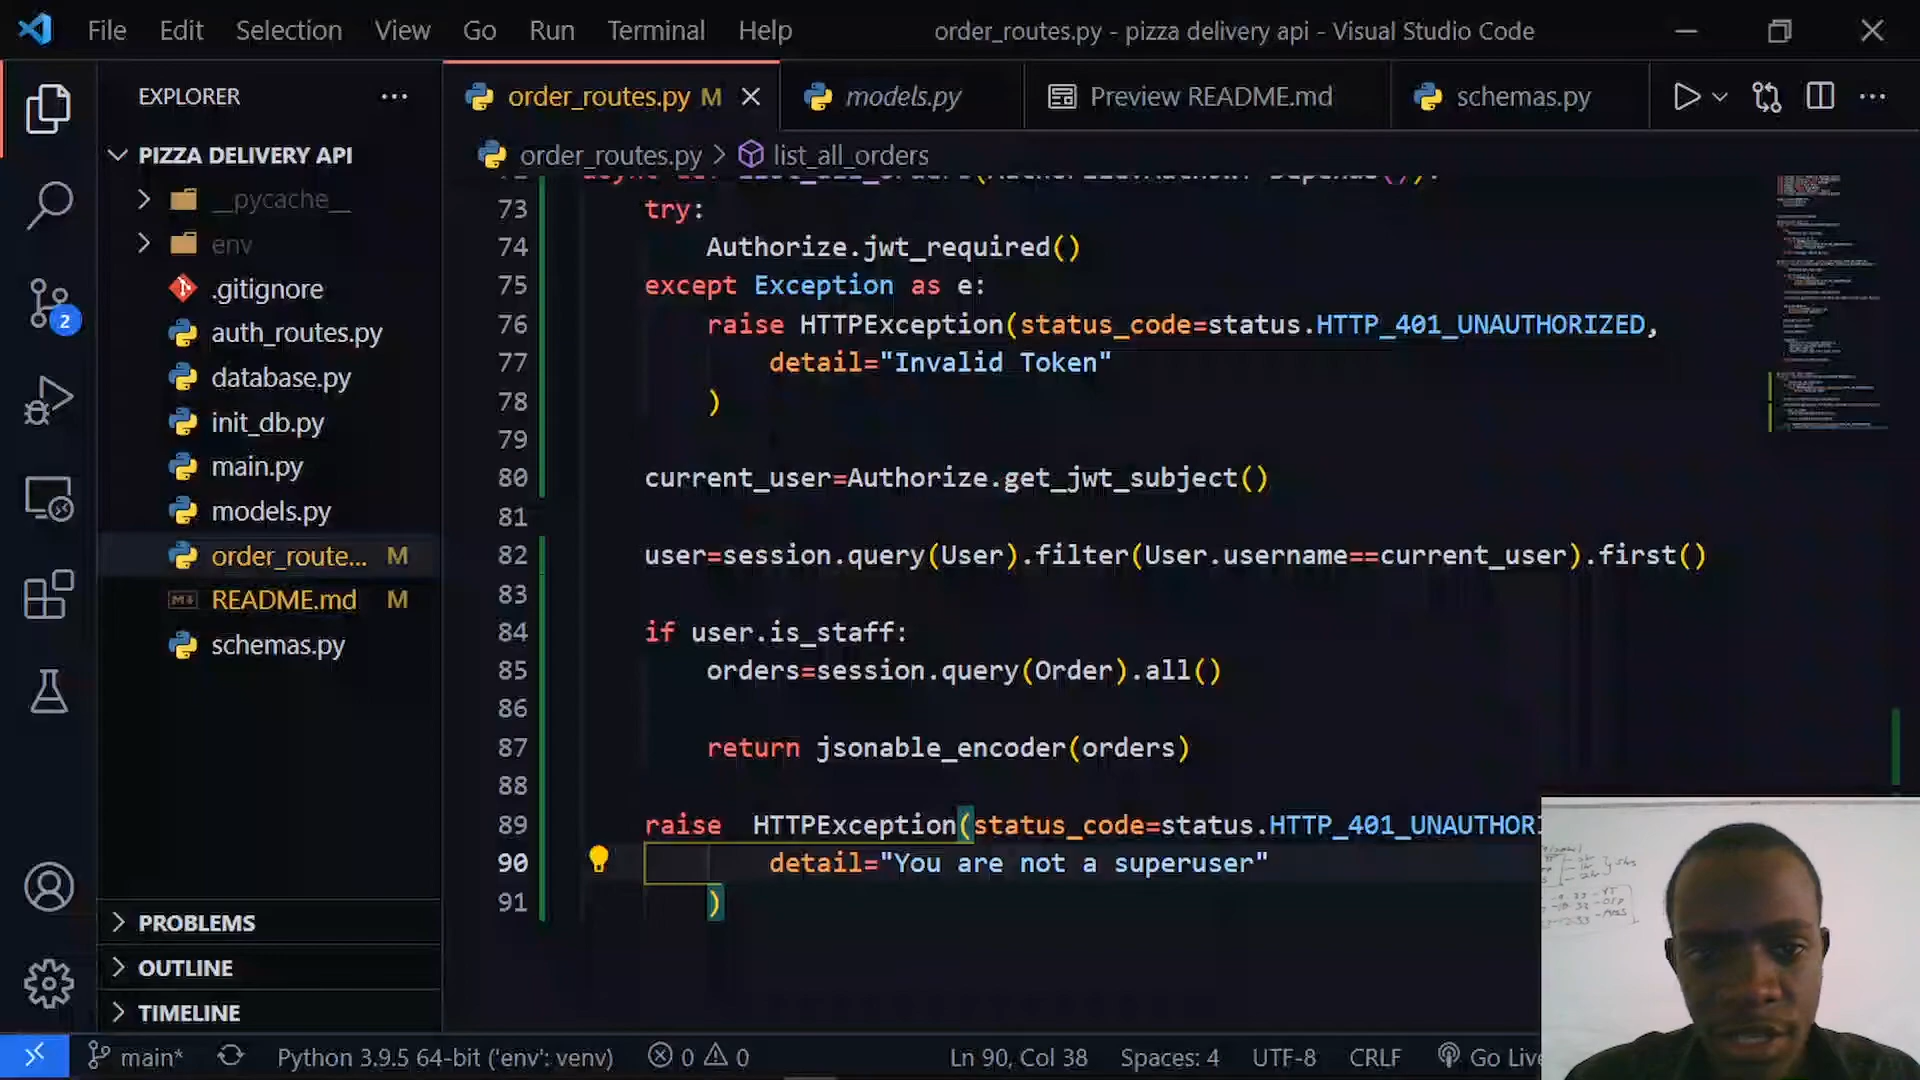 File Edit Selection View Go Run Terminal Help order_routes.py - pizza delivery api - Visual Studio Code
EXPLORER
order_routes.py M models.py Preview README.md schemas.py
PIZZA DELIVERY API
order_routes.py > list_all_orders
__pycache__
env
.gitignore
auth_routes.py
database.py
init_db.py
main.py
models.py
order_route... M
README.md M
schemas.py
PROBLEMS
OUTLINE
TIMELINE
2
73 try:
74 Authorize.jwt_required()
75 except Exception as e:
76 raise HTTPException(status_code=status.HTTP_401_UNAUTHORIZED,
77 detail="Invalid Token"
78 )
79
80 current_user=Authorize.get_jwt_subject()
81
82 user=session.query(User).filter(User.username==current_user).first()
83
84 if user.is_staff:
85 orders=session.query(Order).all()
86
87 return jsonable_encoder(orders)
88
89 raise HTTPException(status_code=status.HTTP_401_UNAUTHOR
90 detail="You are not a superuser"
91 )
main* Python 3.9.5 64-bit ('env': venv) 0 0 Ln 90, Col 38 Spaces: 4 UTF-8 CRLF Go Live